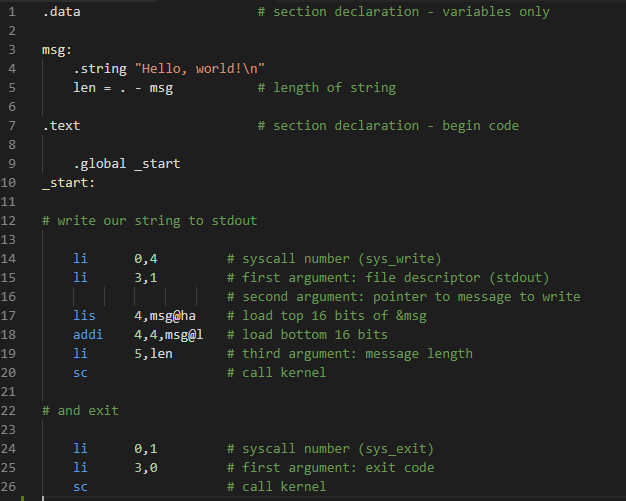 1 .data # section declaration - variables only
2
3 msg:
4 .string "Hello, world!\n"
5 len = . - msg # length of string
6
7 .text # section declaration - begin code
8
9 .global _start
10 _start:
11
12 # write our string to stdout
13
14 li 0,4 # syscall number (sys_write)
15 li 3,1 # first argument: file descriptor (stdout)
16 # second argument: pointer to message to write
17 lis 4,msg@ha # load top 16 bits of &msg
18 addi 4,4,msg@l # load bottom 16 bits
19 li 5,len # third argument: message length
20 sc # call kernel
21
22 # and exit
23
24 li 0,1 # syscall number (sys_exit)
25 li 3,0 # first argument: exit code
26 sc # call kernel